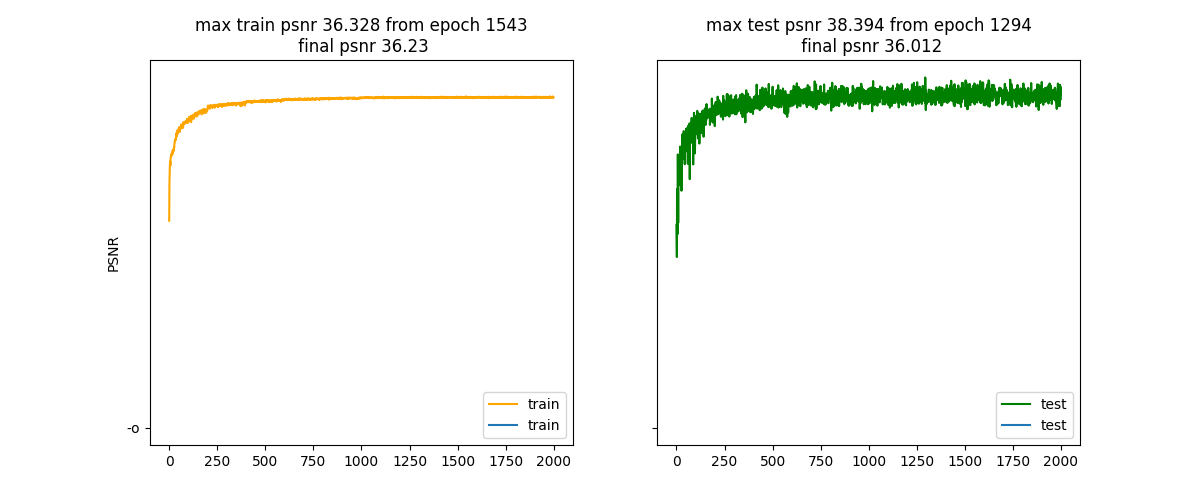 max train psnr 36.328 from epoch 1543
final psnr 36.23
max test psnr 38.394 from epoch 1294
final psnr 36.012
PSNR
-o
train
train
0 250 500 750 1000 1250 1500 1750 2000
test
test
0 250 500 750 1000 1250 1500 1750 2000